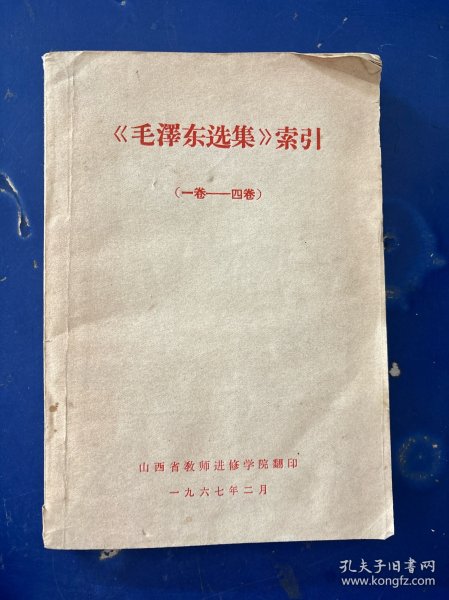 《毛澤东选集》索引
(一卷——四卷)
山西省教师进修学院翻印
一九六七年二月
孔夫子旧书网
www.kongfz.com